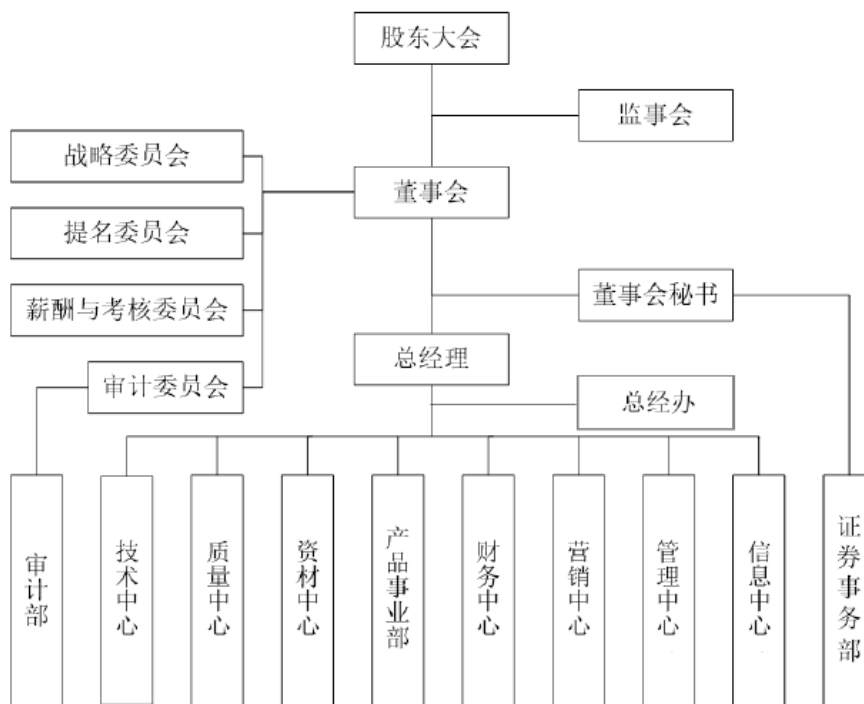 股东大会
监事会
战略委员会
董事会
提名委员会
董事会秘书
薪酬与考核委员会
总经理
审计委员会
总经办
审计部
技术中心
质量中心
资材中心
产品事业部
财务中心
营销中心
管理中心
信息中心
证券事务部